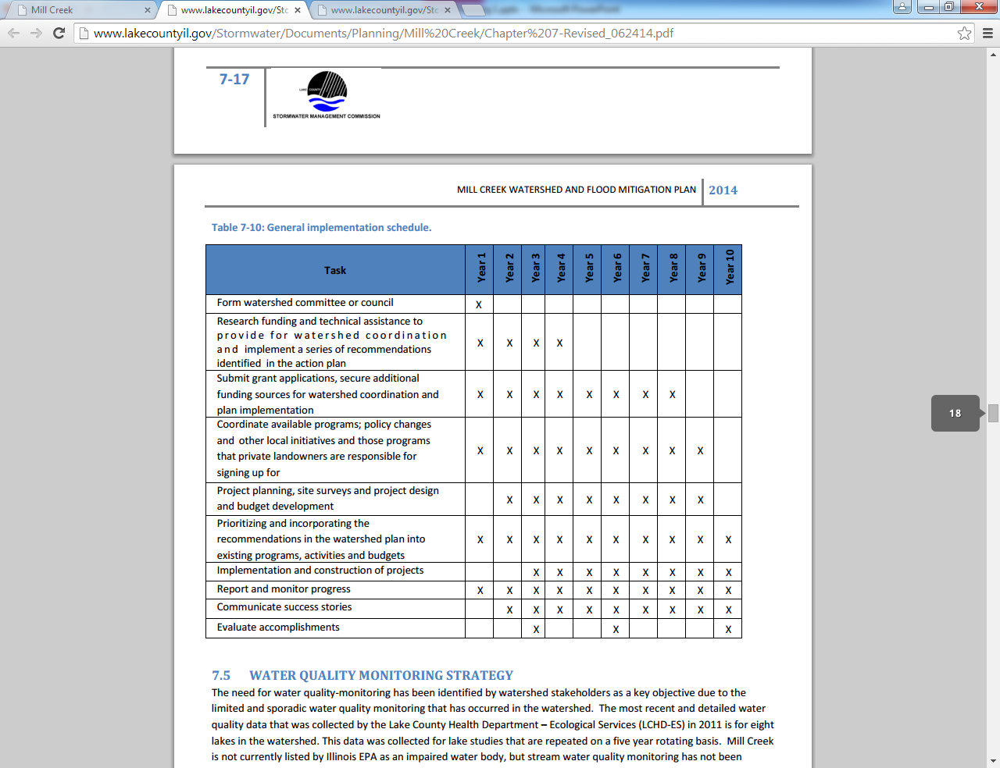 Mill Creek
www.lakecountyil.gov/Stc
www.lakecountyil.gov/Stc
Microsoft PowerPoint
www.lakecountyil.gov/Stormwater/Documents/Planning/Mill%20Creek/Chapter%207-Revised_062414.pdf
7-17
LAKE COUNTY
STORMWATER MANAGEMENT COMMISSION
MILL CREEK WATERSHED AND FLOOD MITIGATION PLAN 2014
Table 7-10: General implementation schedule.
Task Year 1 Year 2 Year 3 Year 4 Year 5 Year 6 Year 7 Year 8 Year 9 Year 10
Form watershed committee or council X
Research funding and technical assistance to
provide for watershed coordination
and implement a series of recommendations
identified in the action plan
X X X X
Submit grant applications, secure additional
funding sources for watershed coordination and
plan implementation
X X X X X X X X
Coordinate available programs; policy changes
and other local initiatives and those programs
that private landowners are responsible for
signing up for
X X X X X X X X X
Project planning, site surveys and project design
and budget development
X X X X X X X X
Prioritizing and incorporating the
recommendations in the watershed plan into
existing programs, activities and budgets
X X X X X X X X X X
Implementation and construction of projects X X X X X X X X
Report and monitor progress X X X X X X X X X X
Communicate success stories X X X X X X X X X
Evaluate accomplishments X X X
18
7.5 WATER QUALITY MONITORING STRATEGY
The need for water quality-monitoring has been identified by watershed stakeholders as a key objective due to the
limited and sporadic water quality monitoring that has occurred in the watershed. The most recent and detailed water
quality data that was collected by the Lake County Health Department – Ecological Services (LCHD-ES) in 2011 is for eight
lakes in the watershed. This data was collected for lake studies that are repeated on a five year rotating basis. Mill Creek
is not currently listed by Illinois EPA as an impaired water body, but stream water quality monitoring has not been